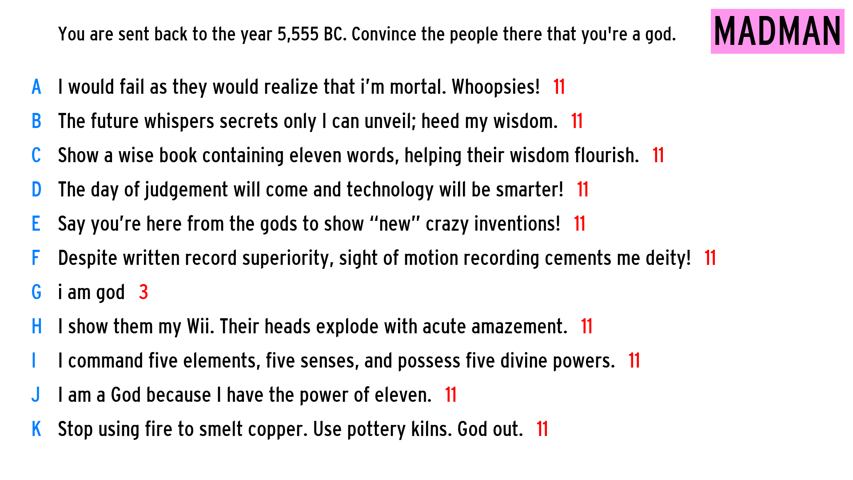 You are sent back to the year 5,555 BC. Convince the people there that you're a god. MADMAN
A I would fail as they would realize that i'm mortal. Whoopsies! 11
B The future whispers secrets only I can unveil; heed my wisdom. 11
C Show a wise book containing eleven words, helping their wisdom flourish. 11
D The day of judgement will come and technology will be smarter! 11
E Say you're here from the gods to show “new” crazy inventions! 11
F Despite written record superiority, sight of motion recording cements me deity! 11
G i am god 3
H I show them my Wii. Their heads explode with acute amazement. 11
I I command five elements, five senses, and possess five divine powers. 11
J I am a God because I have the power of eleven. 11
K Stop using fire to smelt copper. Use pottery kilns. God out. 11